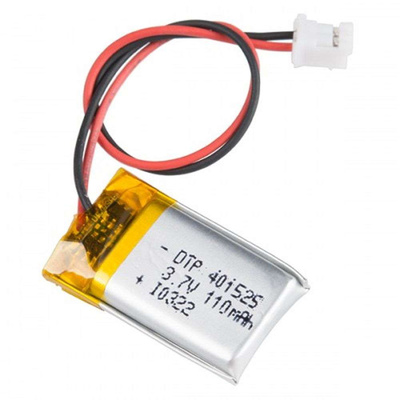 - DTP 401525
3.7V 110mAh
+ I0322